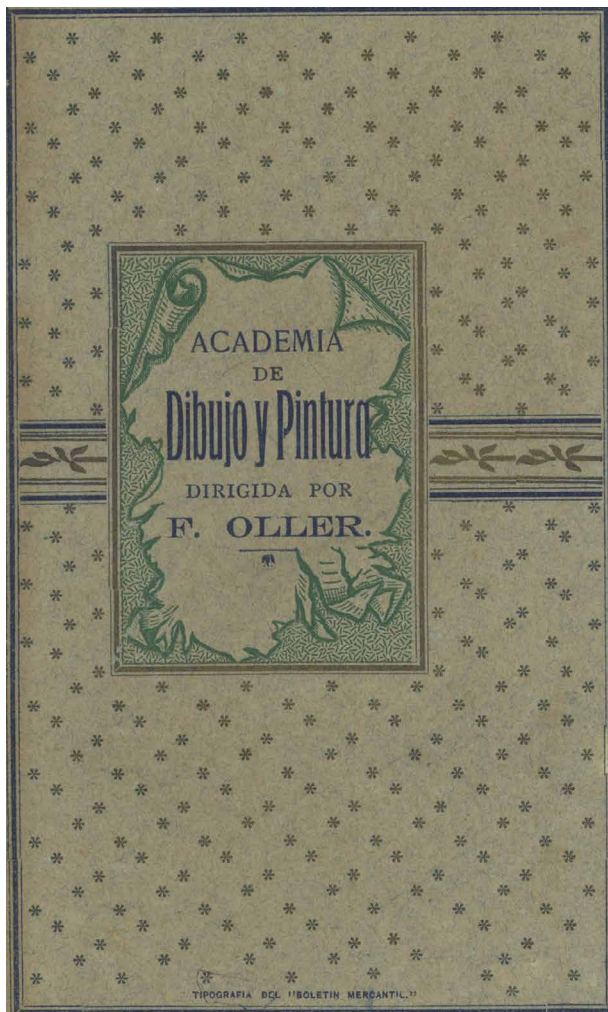 ACADEMIA
DE
Dibujo y Pintura
DIRIGIDA POR
F. OLLER.
TIPOGRAFIA DEL "BOLETIN MERCANTIL."